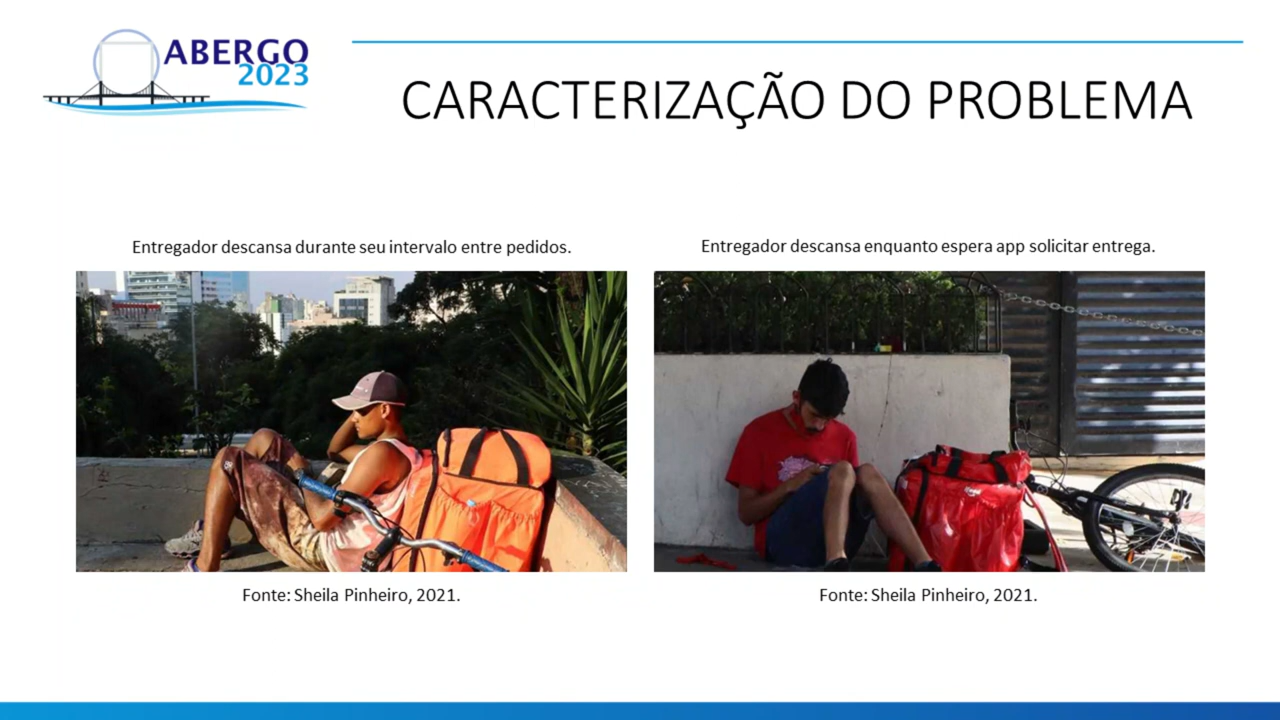 ABERGO
2023
CARACTERIZAÇÃO DO PROBLEMA
Entregador descansa durante seu intervalo entre pedidos.
Entregador descansa enquanto espera app solicitar entrega.
Fonte: Sheila Pinheiro, 2021.
Fonte: Sheila Pinheiro, 2021.